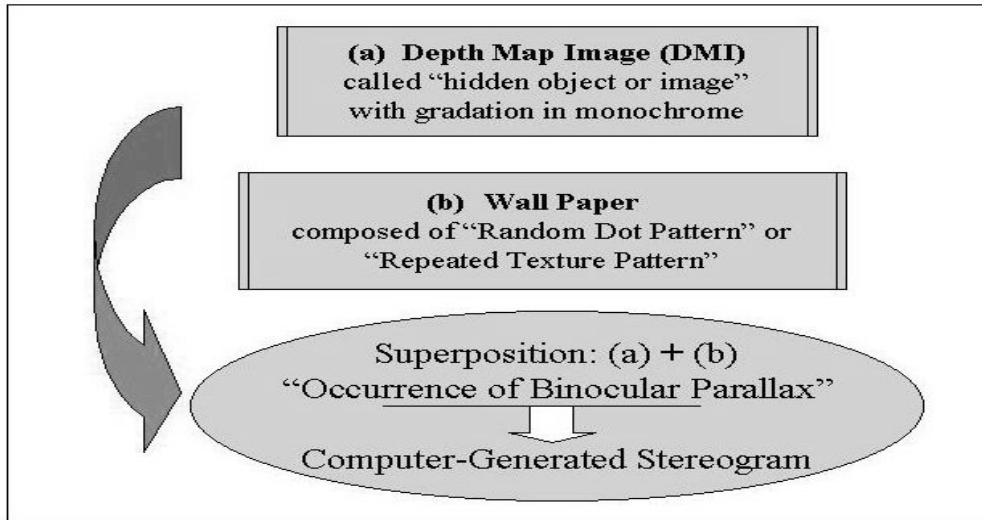 (a) Depth Map Image (DMI)
called “hidden object or image”
with gradation in monochrome
(b) Wall Paper
composed of “Random Dot Pattern” or
“Repeated Texture Pattern”
Superposition: (a) + (b)
“Occurrence of Binocular Parallax”
Computer-Generated Stereogram